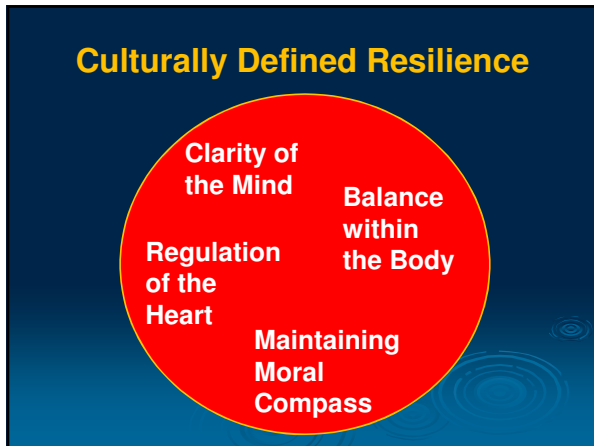 Culturally Defined Resilience
Clarity of
the Mind
Balance
within
the Body
Regulation
of the
Heart
Maintaining
Moral
Compass